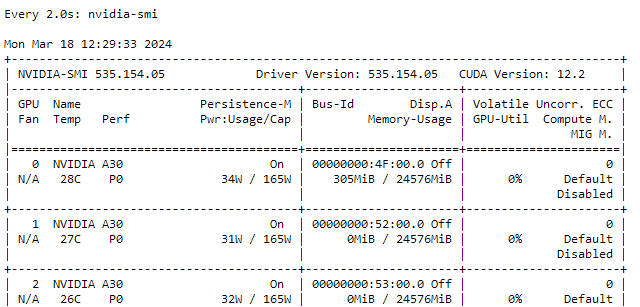 Every 2.0s: nvidia-smi
Mon Mar 18 12:29:33 2024
NVIDIA-SMI 535.154.05 Driver Version: 535.154.05 CUDA Version: 12.2
GPU Name Persistence-M | Bus-Id Disp.A | Volatile Uncorr. ECC
Fan Temp Perf Pwr:Usage/Cap | Memory-Usage | GPU-Util Compute M.
MIG M.
0 NVIDIA A30 On | 00000000:4F:00.0 Off | 0
N/A 28C P0 34W / 165W | 305MiB / 24576MiB | 0% Default
Disabled
1 NVIDIA A30 On | 00000000:52:00.0 Off | 0
N/A 27C P0 31W / 165W | 0MiB / 24576MiB | 0% Default
Disabled
2 NVIDIA A30 On | 00000000:53:00.0 Off | 0
N/A 26C P0 32W / 165W | 0MiB / 24576MiB | 0% Default